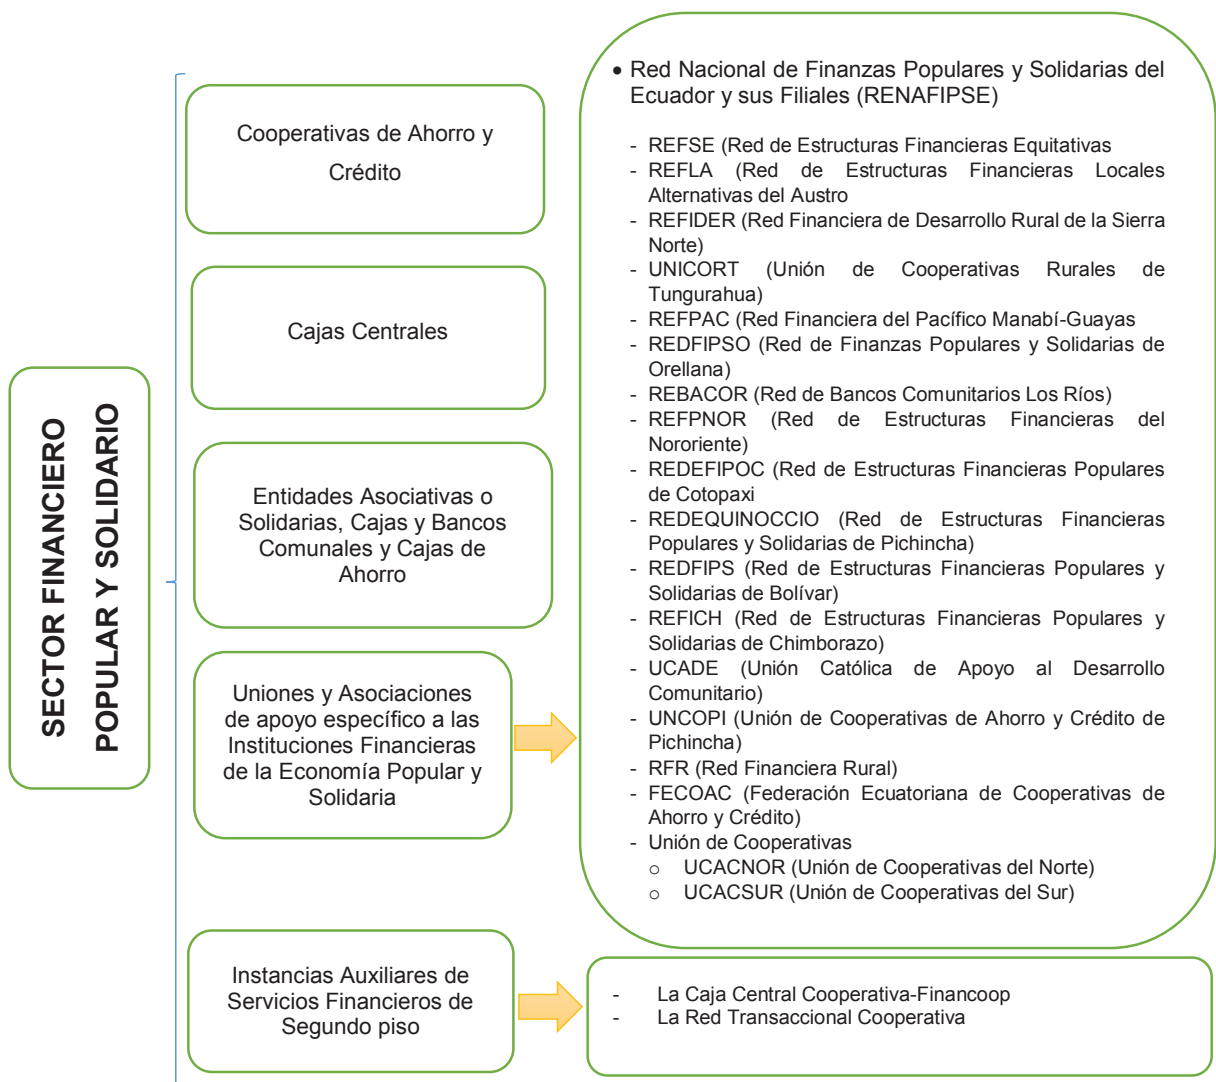 SECTOR FINANCIERO
POPULAR Y SOLIDARIO
Cooperativas de Ahorro y
Crédito
Cajas Centrales
Entidades Asociativas o
Solidarias, Cajas y Bancos
Comunales y Cajas de
Ahorro
Uniones y Asociaciones
de apoyo específico a las
Instituciones Financieras
de la Economía Popular y
Solidaria
Instancias Auxiliares de
Servicios Financieros de
Segundo piso
• Red Nacional de Finanzas Populares y Solidarias del
Ecuador y sus Filiales (RENAFIPSE)
- REFSE (Red de Estructuras Financieras Equitativas
- REFLA (Red de Estructuras Financieras Locales
Alternativas del Austro
- REFIDER (Red Financiera de Desarrollo Rural de la Sierra
Norte)
- UNICORT (Unión de Cooperativas Rurales de
Tungurahua)
- REFPAC (Red Financiera del Pacífico Manabí-Guayas
- REDFIPSO (Red de Finanzas Populares y Solidarias de
Orellana)
- REBACOR (Red de Bancos Comunitarios Los Ríos)
- REFPNOR (Red de Estructuras Financieras del
Nororiente)
- REDEFIPOC (Red de Estructuras Financieras Populares
de Cotopaxi
- REDEQUINOCCIO (Red de Estructuras Financieras
Populares y Solidarias de Pichincha)
- REDFIPS (Red de Estructuras Financieras Populares y
Solidarias de Bolívar)
- REFICH (Red de Estructuras Financieras Populares y
Solidarias de Chimborazo)
- UCADE (Unión Católica de Apoyo al Desarrollo
Comunitario)
- UNCOPI (Unión de Cooperativas de Ahorro y Crédito de
Pichincha)
- RFR (Red Financiera Rural)
- FECOAC (Federación Ecuatoriana de Cooperativas de
Ahorro y Crédito)
- Unión de Cooperativas
o UCACNOR (Unión de Cooperativas del Norte)
o UCACSUR (Unión de Cooperativas del Sur)
- La Caja Central Cooperativa-Financoop
- La Red Transaccional Cooperativa